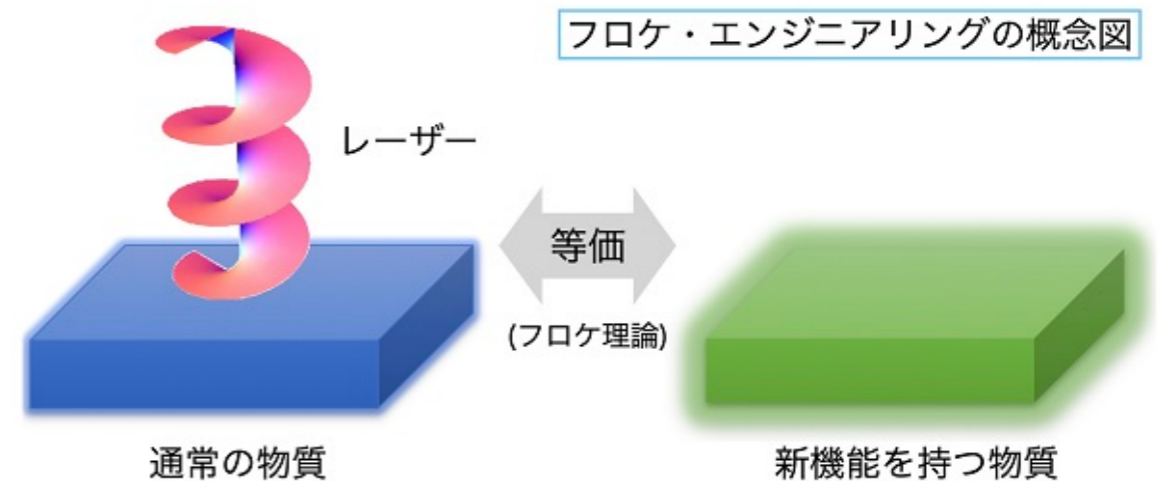 フロケ・エンジニアリングの概念図
レーザー
等価
(フロケ理論)
通常の物質
新機能を持つ物質